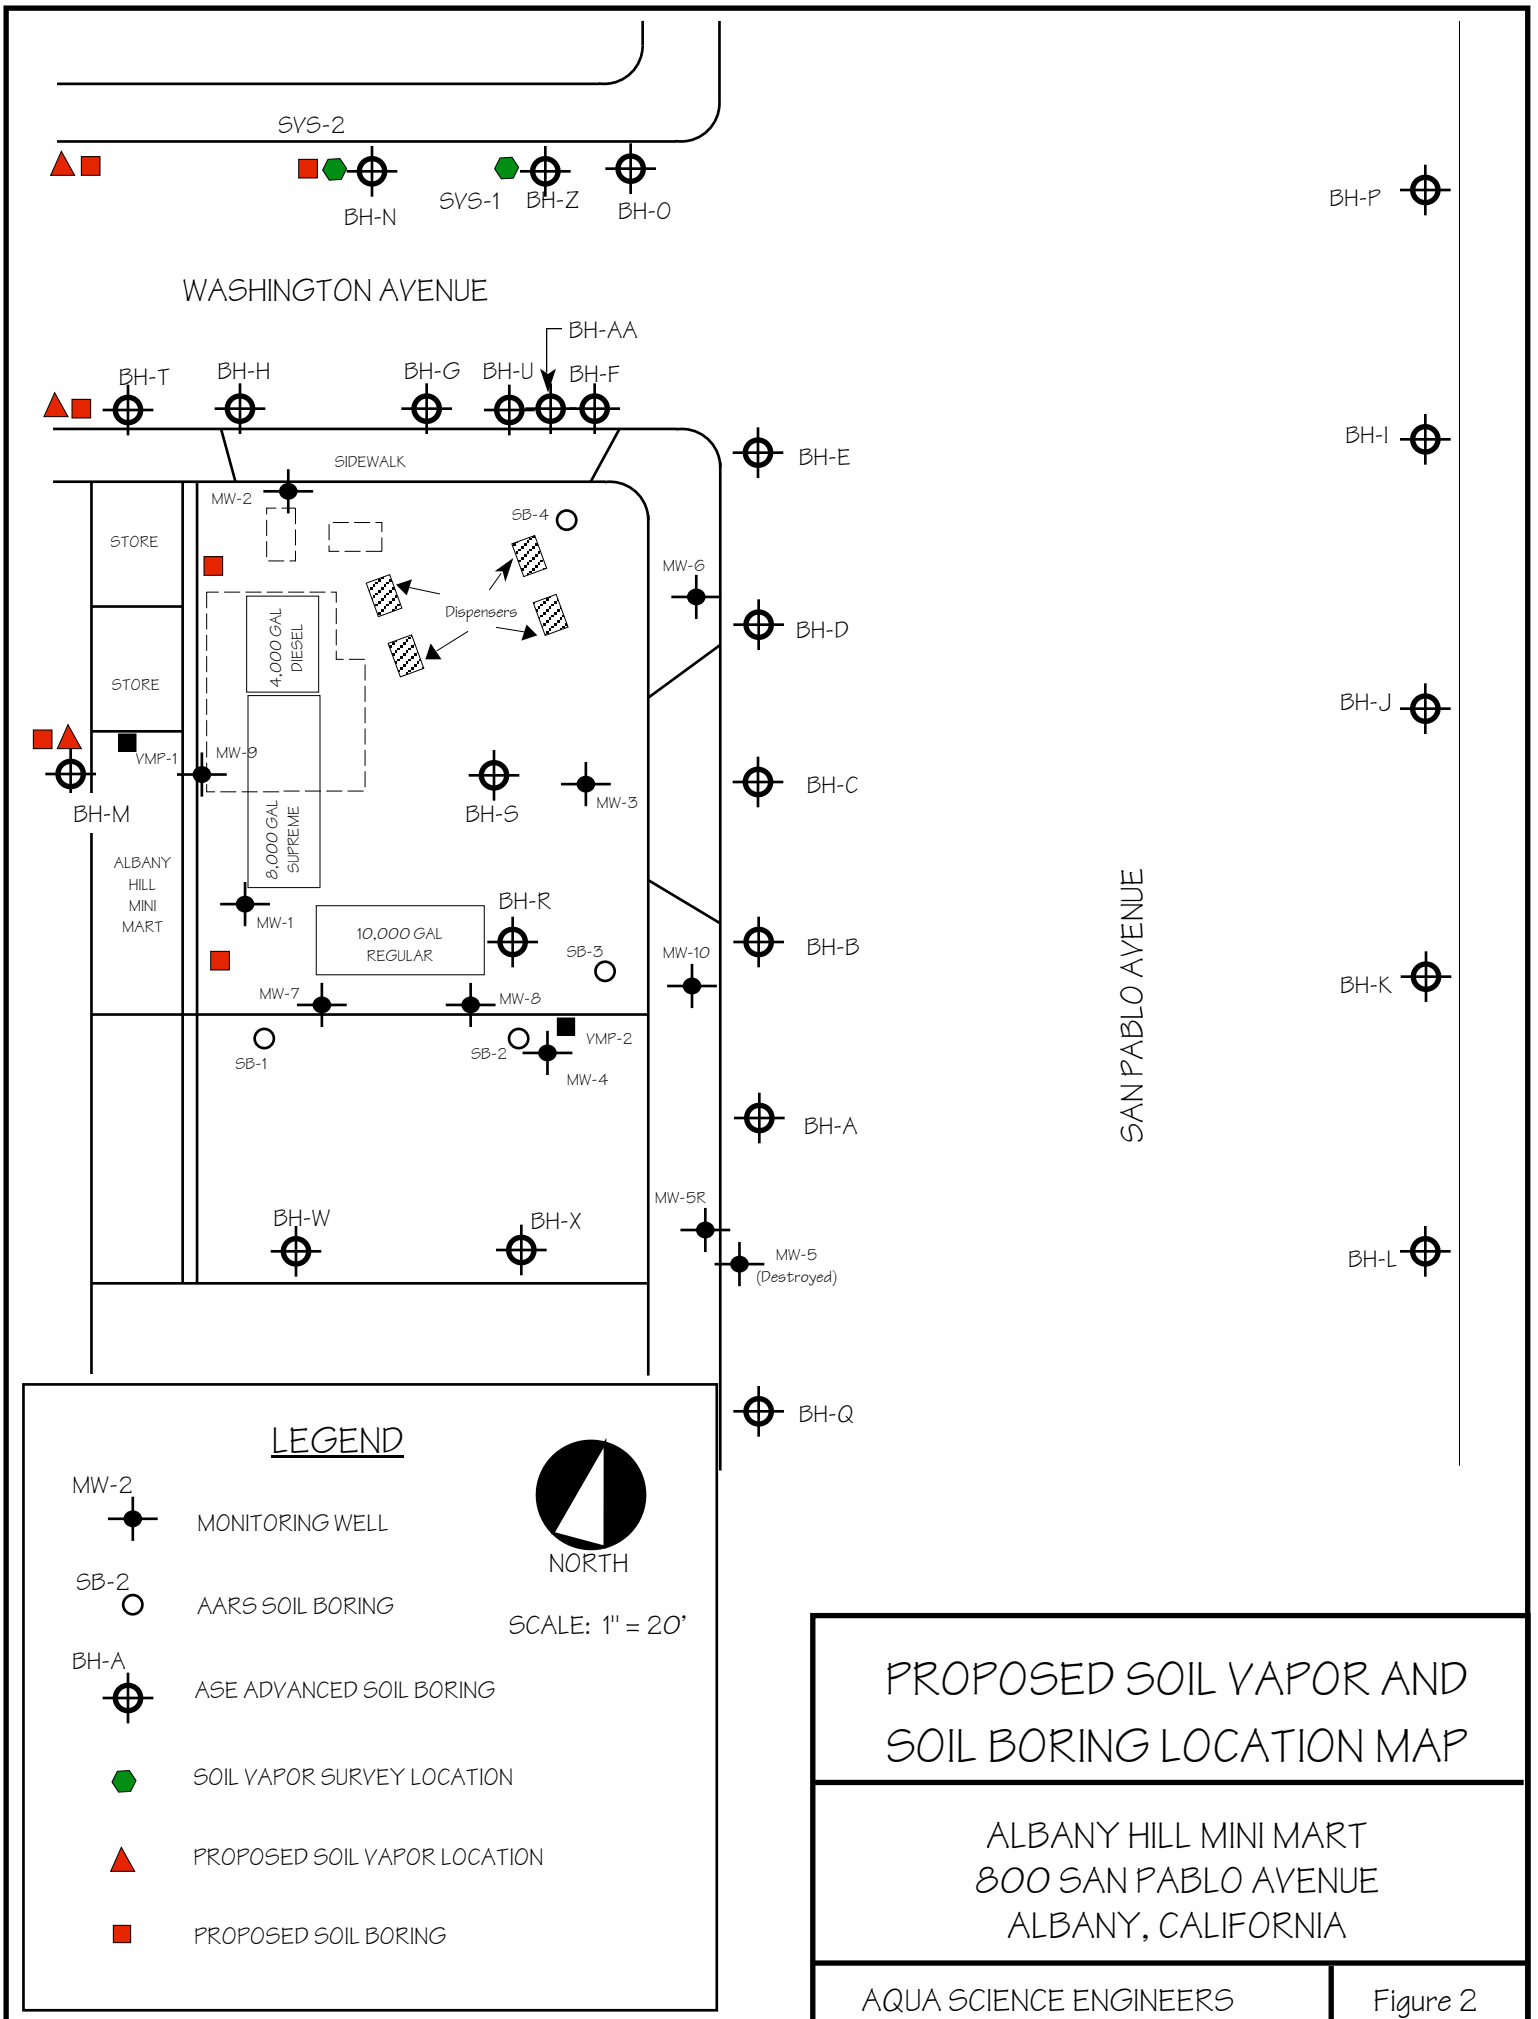 SVS-2
BH-N
SVS-1
BH-Z
BH-O
BH-P
WASHINGTON AVENUE
BH-AA
BH-T
BH-H
BH-G
BH-U
BH-F
BH-E
BH-I
SIDEWALK
MW-2
SB-4
STORE
MW-6
Dispensers
4,000 GAL
DIESEL
BH-D
STORE
BH-J
VMP-1
MW-9
BH-M
BH-S
MW-3
BH-C
8,000 GAL
SUPREME
ALBANY
HILL
MINI
MART
MW-1
BH-R
10,000 GAL
REGULAR
SB-3
MW-10
BH-B
SAN PABLO AVENUE
BH-K
MW-7
MW-8
SB-1
SB-2
VMP-2
MW-4
BH-A
MW-5R
BH-W
BH-X
MW-5
(Destroyed)
BH-L
BH-Q
LEGEND
MW-2
MONITORING WELL
NORTH
SB-2
AARS SOIL BORING
SCALE: 1" = 20'
BH-A
ASE ADVANCED SOIL BORING
SOIL VAPOR SURVEY LOCATION
PROPOSED SOIL VAPOR LOCATION
PROPOSED SOIL BORING
PROPOSED SOIL VAPOR AND
SOIL BORING LOCATION MAP
ALBANY HILL MINI MART
800 SAN PABLO AVENUE
ALBANY, CALIFORNIA
AQUA SCIENCE ENGINEERS
Figure 2